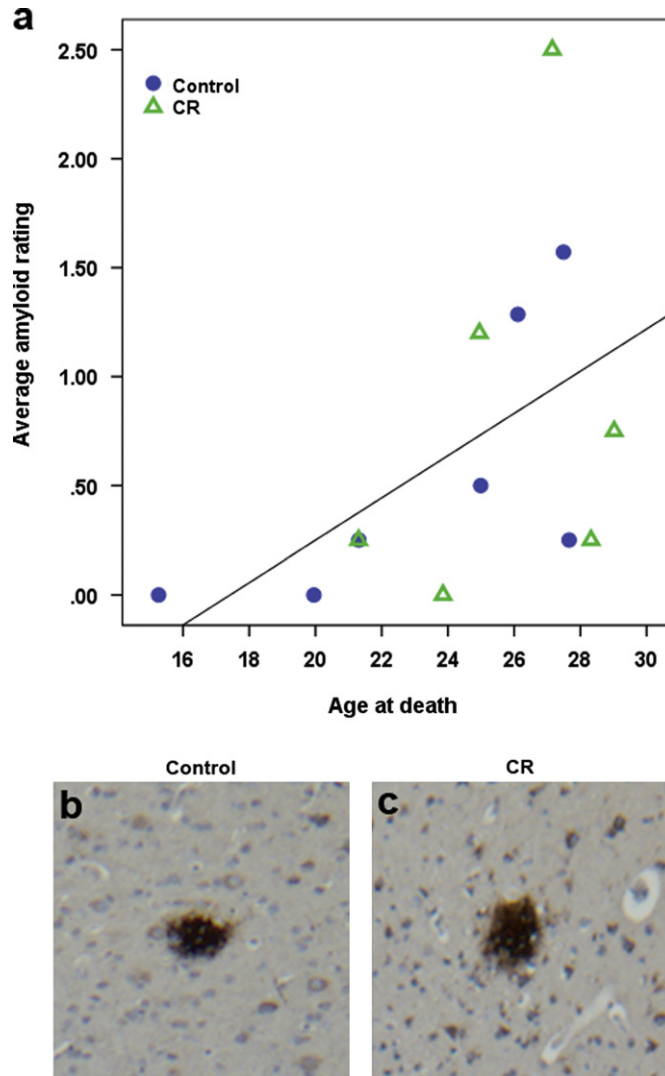 a
2.50
2.00
1.50
1.00
.50
.00
Average amyloid rating
Control
CR
16 20 22 24 26 28 30
Age at death
Control CR
b c